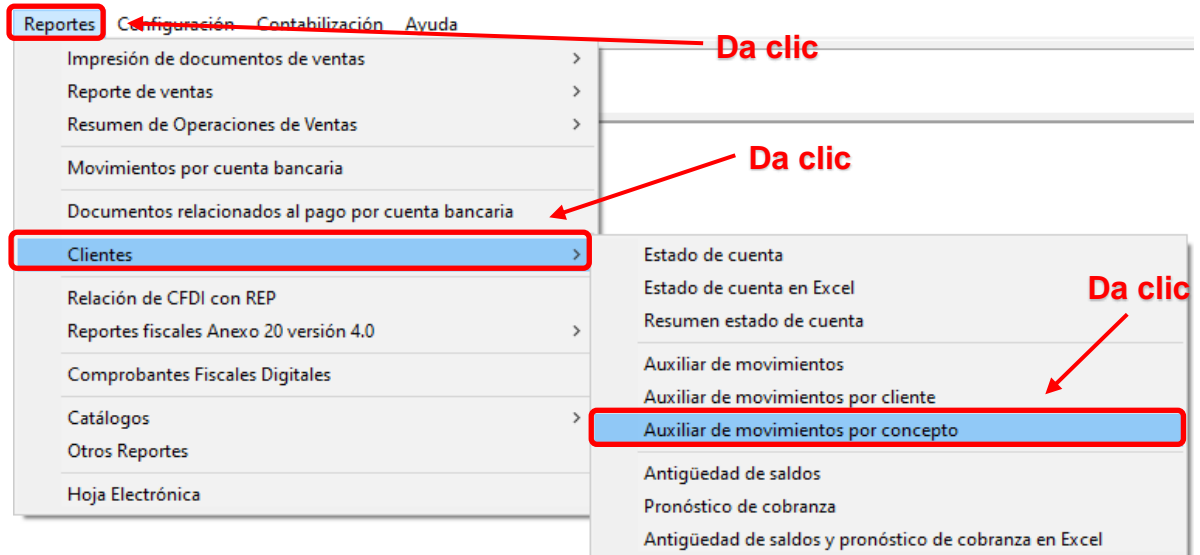 Reportes Configuración Contabilización Ayuda
Da clic
Impresión de documentos de ventas
Reporte de ventas
Resumen de Operaciones de Ventas
Da clic
Movimientos por cuenta bancaria
Documentos relacionados al pago por cuenta bancaria
Clientes
Relación de CFDI con REP
Reportes fiscales Anexo 20 versión 4.0
Comprobantes Fiscales Digitales
Catálogos
Otros Reportes
Hoja Electrónica
Estado de cuenta
Estado de cuenta en Excel
Da clic
Resumen estado de cuenta
Auxiliar de movimientos
Auxiliar de movimientos por cliente
Auxiliar de movimientos por concepto
Antigüedad de saldos
Pronóstico de cobranza
Antigüedad de saldos y pronóstico de cobranza en Excel